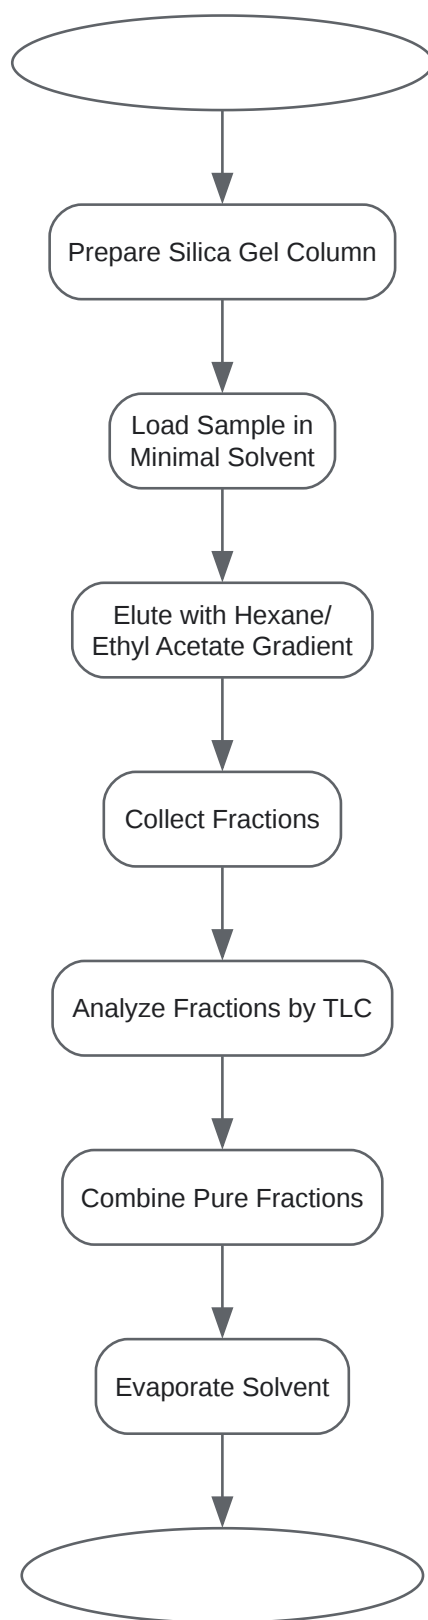 Prepare Silica Gel Column
Load Sample in
Minimal Solvent
Elute with Hexane/
Ethyl Acetate Gradient
Collect Fractions
Analyze Fractions by TLC
Combine Pure Fractions
Evaporate Solvent